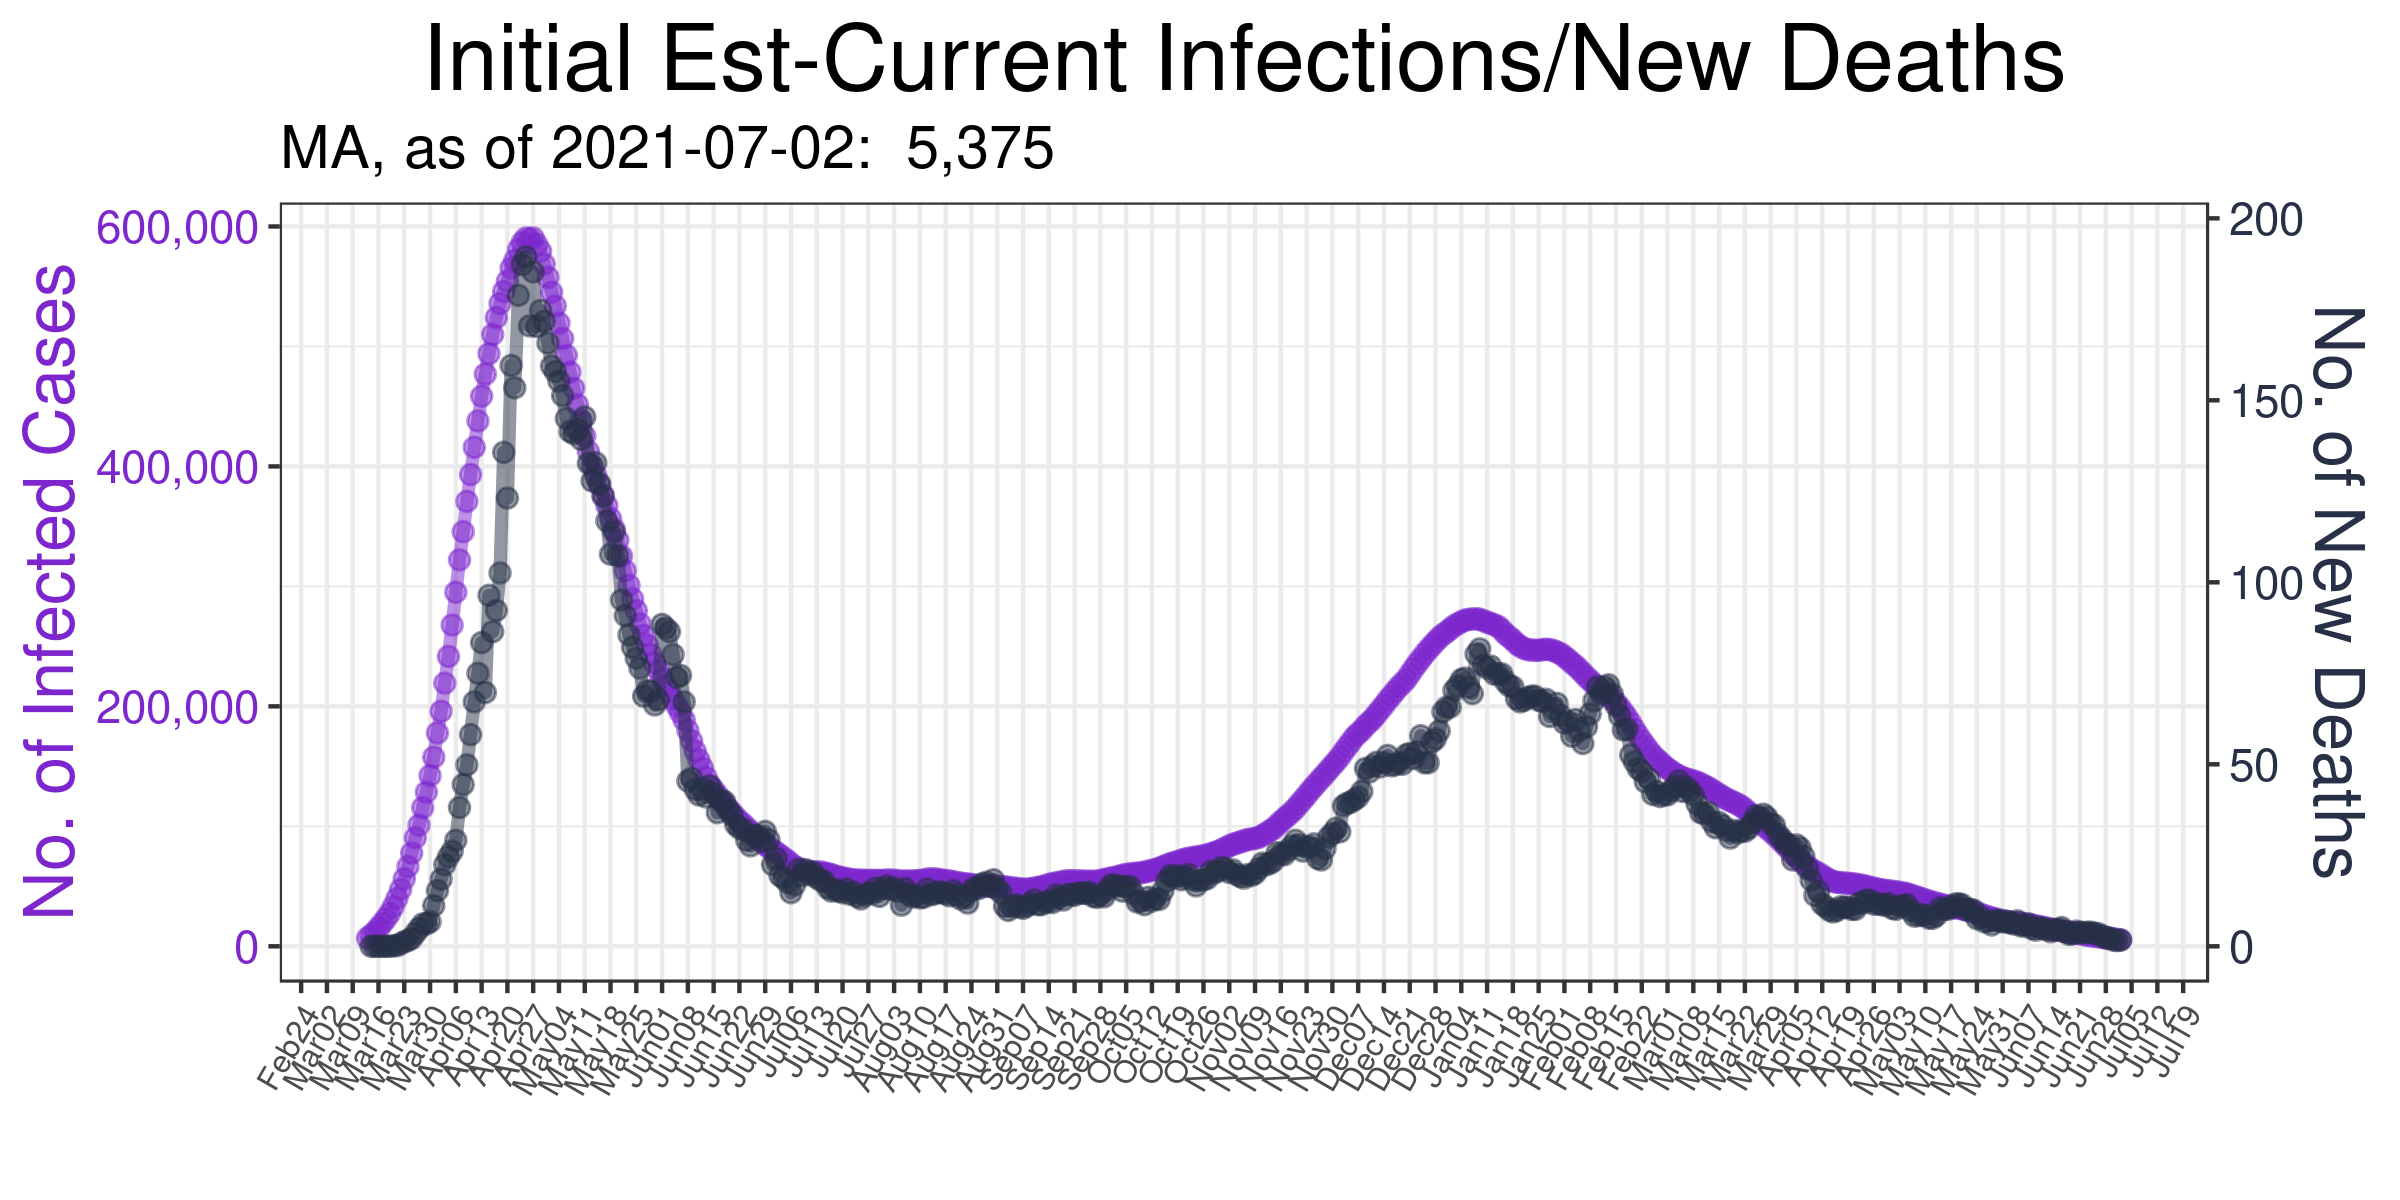 Initial Est-Current Infections/New Deaths
MA, as of 2021-07-02:  5,375
No. of Infected Cases
600,000
400,000
200,000
0
200
150
100
50
0
No. of New Deaths
Feb24
Mar02
Mar09
Mar16
Mar23
Mar30
Apr06
Apr13
Apr20
Apr27
May04
May11
May18
May25
Jun01
Jun08
Jun15
Jun22
Jun29
Jul06
Jul13
Jul20
Jul27
Aug03
Aug10
Aug17
Aug24
Aug31
Sep07
Sep14
Sep21
Sep28
Oct05
Oct12
Oct19
Oct26
Nov02
Nov09
Nov16
Nov23
Nov30
Dec07
Dec14
Dec21
Dec28
Jan04
Jan11
Jan18
Jan25
Feb01
Feb08
Feb15
Feb22
Mar01
Mar08
Mar15
Mar22
Mar29
Apr05
Apr12
Apr19
Apr26
May03
May10
May17
May24
May31
Jun07
Jun14
Jun21
Jun28
Jul05
Jul12
Jul19